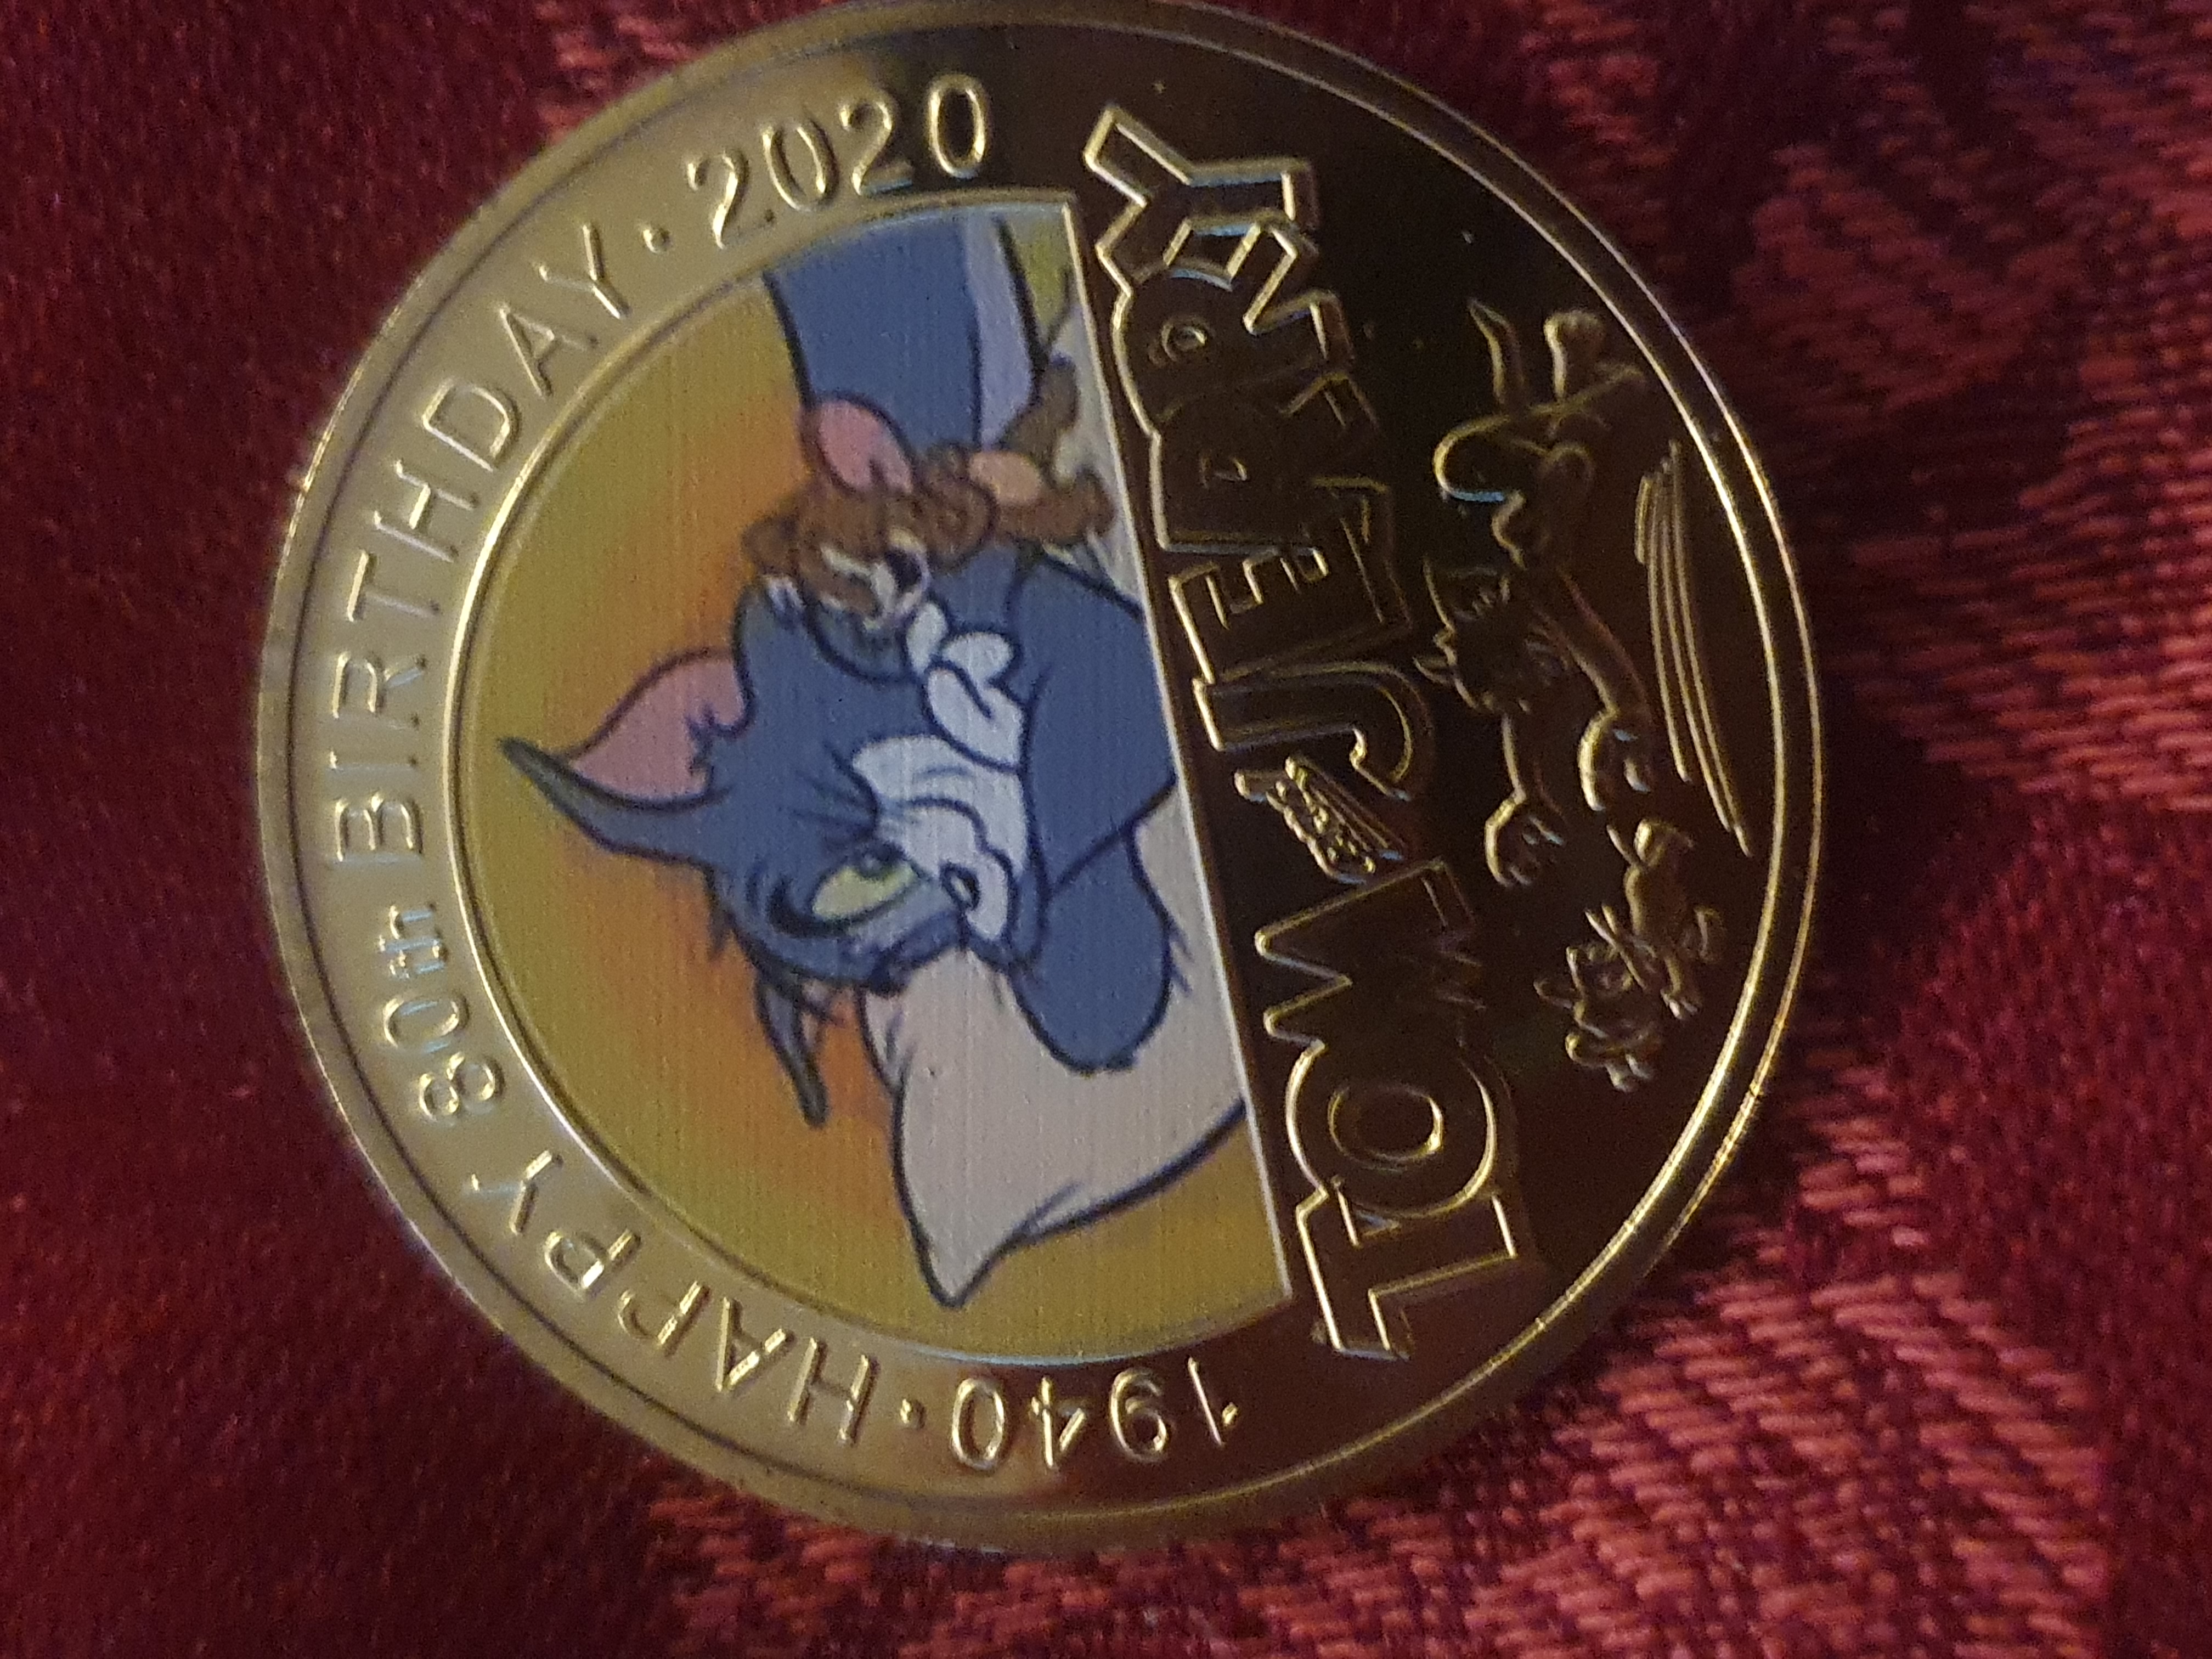 1940 · HAPPY 80th BIRTHDAY · 2020
TOM and JERRY